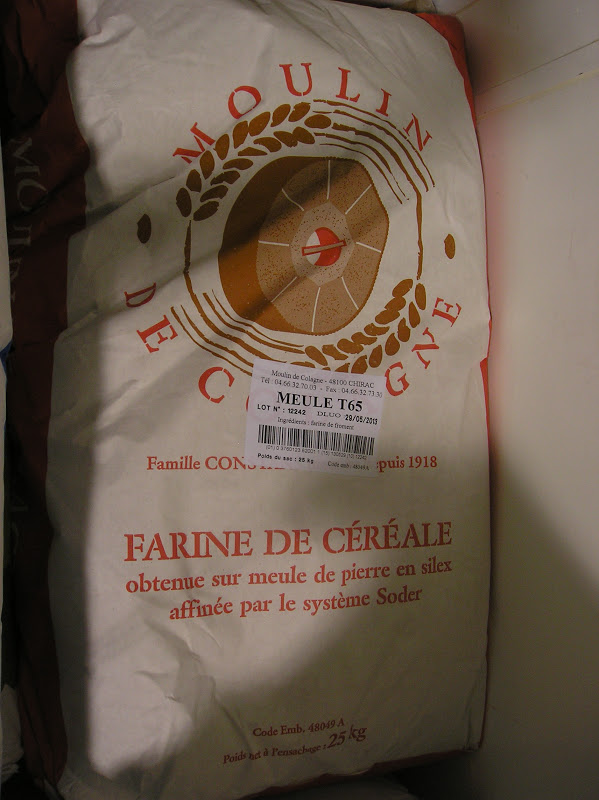 MOULIN
DE COLAGNE
Moulin de Colagne - 48100 CHIRAC
Tél : 04.66.32.70.03 - Fax : 04.66.32.73.30
MEULE T65
LOT N° : 12242 DLUO : 29/05/2013
Ingrédients : farine de froment
Poids du sac : 25 kg
Code emb : 48049 A
Famille epuis 1918
FARINE DE CÉRÉALE
obtenue sur meule de pierre en silex
affinée par le système Soder
Code Emb. 48049 A
Poids net à l'ensachage : 25 kg